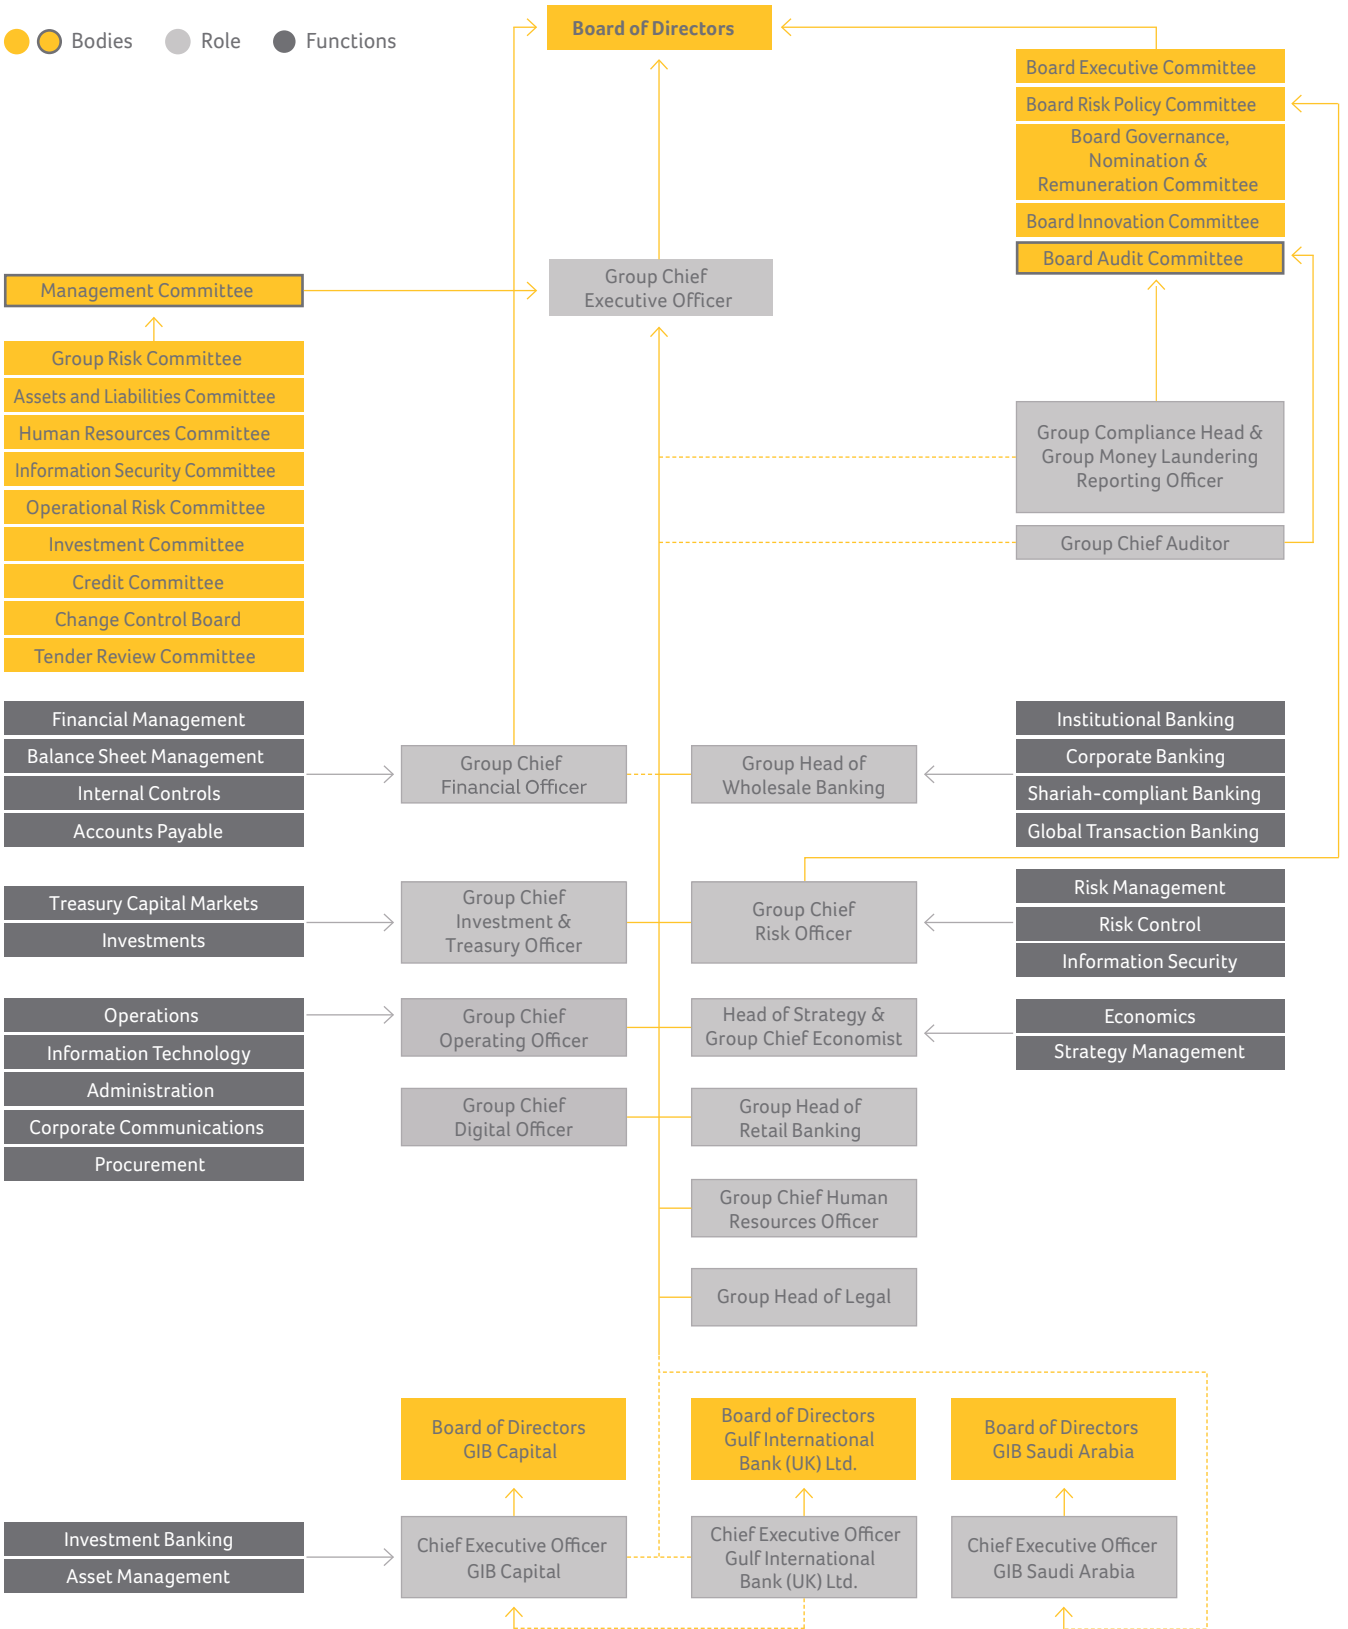 Bodies
Role
Functions
Board of Directors
Board Executive Committee
Board Risk Policy Committee
Board Governance,
Nomination &
Remuneration Committee
Board Innovation Committee
Board Audit Committee
Management Committee
Group Chief
Executive Officer
Group Risk Committee
Assets and Liabilities Committee
Human Resources Committee
Information Security Committee
Operational Risk Committee
Investment Committee
Credit Committee
Change Control Board
Tender Review Committee
Group Compliance Head &
Group Money Laundering
Reporting Officer
Group Chief Auditor
Financial Management
Balance Sheet Management
Internal Controls
Accounts Payable
Group Chief
Financial Officer
Group Head of
Wholesale Banking
Institutional Banking
Corporate Banking
Shariah-compliant Banking
Global Transaction Banking
Treasury Capital Markets
Investments
Group Chief
Investment &
Treasury Officer
Group Chief
Risk Officer
Risk Management
Risk Control
Information Security
Operations
Information Technology
Administration
Corporate Communications
Procurement
Group Chief
Operating Officer
Head of Strategy &
Group Chief Economist
Economics
Strategy Management
Group Chief
Digital Officer
Group Head of
Retail Banking
Group Chief Human
Resources Officer
Group Head of Legal
Board of Directors
GIB Capital
Board of Directors
Gulf International
Bank (UK) Ltd.
Board of Directors
GIB Saudi Arabia
Investment Banking
Asset Management
Chief Executive Officer
GIB Capital
Chief Executive Officer
Gulf International
Bank (UK) Ltd.
Chief Executive Officer
GIB Saudi Arabia